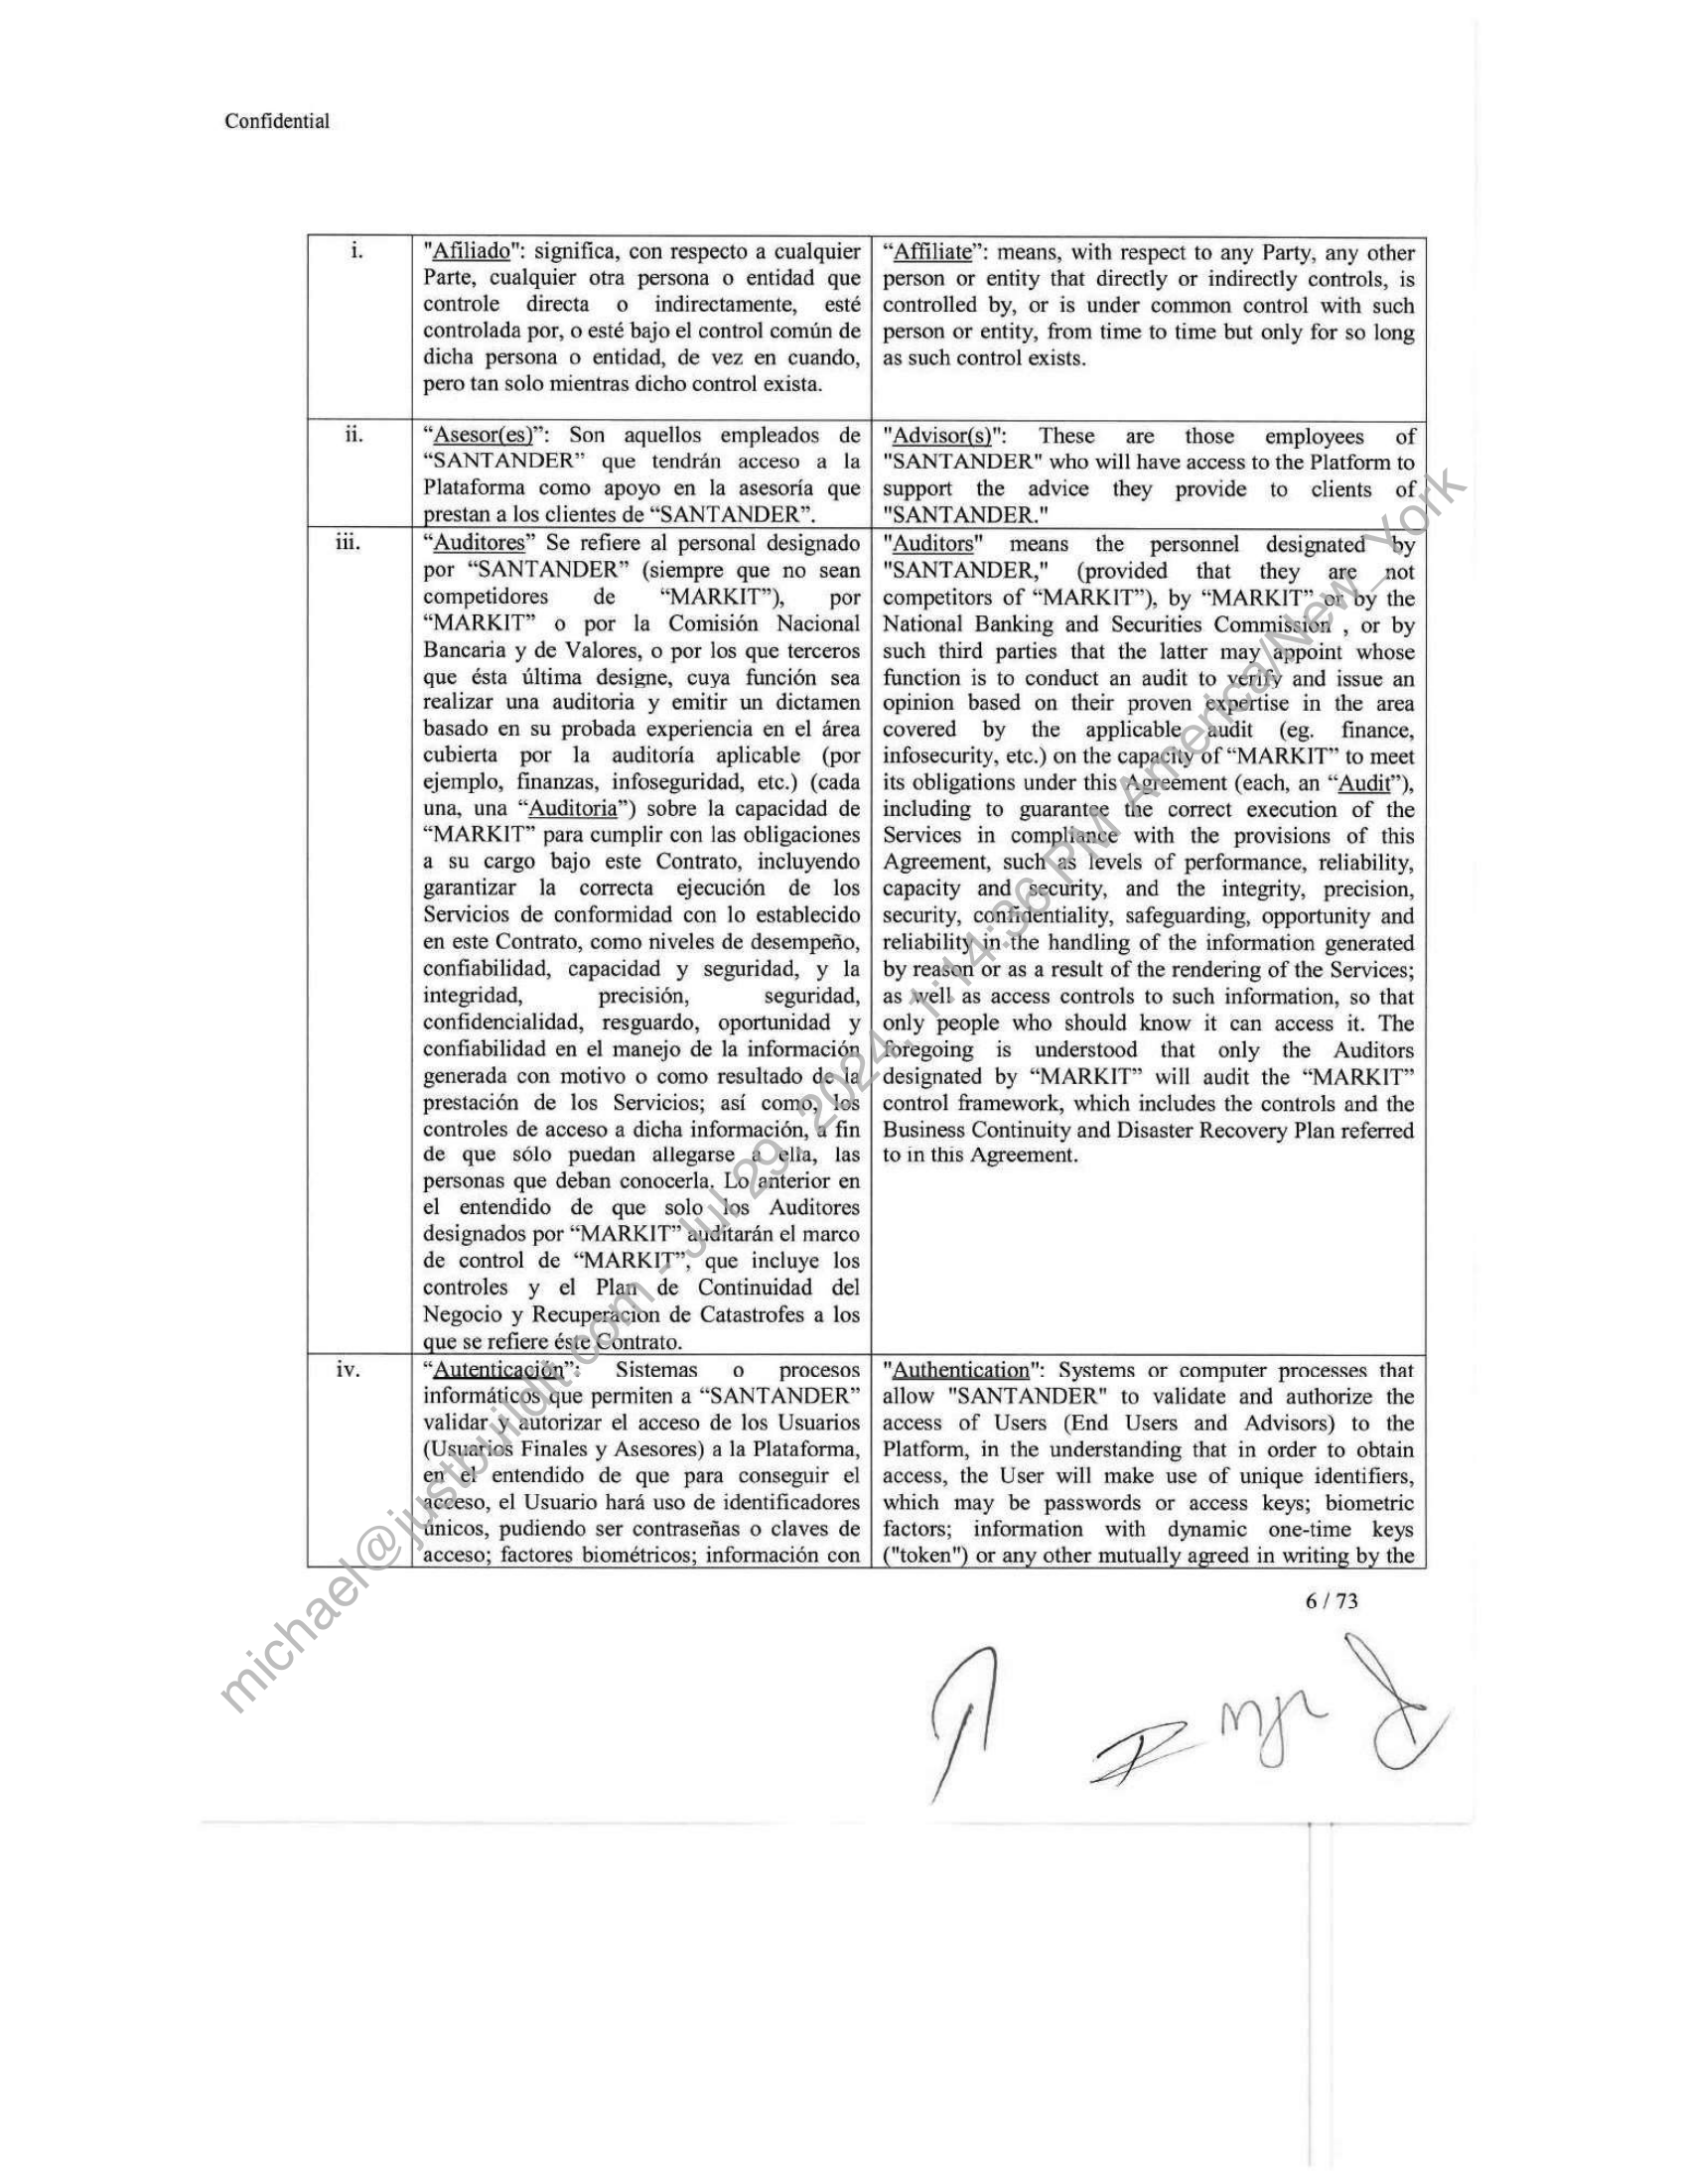 Confidential
i.
"Afiliado": significa, con respecto a cualquier
Parte, cualquier otra persona o entidad que
controle directa o indirectamente, esté
controlada por, o esté bajo el control común de
dicha persona o entidad, de vez en cuando,
pero tan solo mientras dicho control exista.
“Affiliate”: means, with respect to any Party, any other
person or entity that directly or indirectly controls, is
controlled by, or is under common control with such
person or entity, from time to time but only for so long
as such control exists.
ii.
“Asesor(es)”: Son aquellos empleados de
“SANTANDER” que tendrán acceso a la
Plataforma como apoyo en la asesoría que
prestan a los clientes de “SANTANDER”.
"Advisor(s)": These are those employees of
"SANTANDER" who will have access to the Platform to
support the advice they provide to clients of
"SANTANDER."
iii.
“Auditores” Se refiere al personal designado
por “SANTANDER” (siempre que no sean
competidores de “MARKIT”), por
“MARKIT” o por la Comisión Nacional
Bancaria y de Valores, o por los que terceros
que ésta última designe, cuya función sea
realizar una auditoria y emitir un dictamen
basado en su probada experiencia en el área
cubierta por la auditoría aplicable (por
ejemplo, finanzas, infoseguridad, etc.) (cada
una, una “Auditoria”) sobre la capacidad de
“MARKIT” para cumplir con las obligaciones
a su cargo bajo este Contrato, incluyendo
garantizar la correcta ejecución de los
Servicios de conformidad con lo establecido
en este Contrato, como niveles de desempeño,
confiabilidad, capacidad y seguridad, y la
integridad, precisión, seguridad,
confidencialidad, resguardo, oportunidad y
confiabilidad en el manejo de la información
generada con motivo o como resultado de la
prestación de los Servicios; así como, los
controles de acceso a dicha información, a fin
de que sólo puedan allegarse a ella, las
personas que deban conocerla. Lo anterior en
el entendido de que solo los Auditores
designados por “MARKIT” auditarán el marco
de control de “MARKIT”, que incluye los
controles y el Plan de Continuidad del
Negocio y Recuperación de Catastrofes a los
que se refiere éste Contrato.
"Auditors" means the personnel designated by
"SANTANDER," (provided that they are not
competitors of “MARKIT”), by “MARKIT” or by the
National Banking and Securities Commission , or by
such third parties that the latter may appoint whose
function is to conduct an audit to verify and issue an
opinion based on their proven expertise in the area
covered by the applicable audit (eg. finance,
infosecurity, etc.) on the capacity of “MARKIT” to meet
its obligations under this Agreement (each, an “Audit”),
including to guarantee the correct execution of the
Services in compliance with the provisions of this
Agreement, such as levels of performance, reliability,
capacity and security, and the integrity, precision,
security, confidentiality, safeguarding, opportunity and
reliability in the handling of the information generated
by reason or as a result of the rendering of the Services;
as well as access controls to such information, so that
only people who should know it can access it. The
foregoing is understood that only the Auditors
designated by “MARKIT” will audit the “MARKIT”
control framework, which includes the controls and the
Business Continuity and Disaster Recovery Plan referred
to in this Agreement.
iv.
“Autenticación”: Sistemas o procesos
informáticos que permiten a “SANTANDER”
validar y autorizar el acceso de los Usuarios
(Usuarios Finales y Asesores) a la Plataforma,
en el entendido de que para conseguir el
acceso, el Usuario hará uso de identificadores
únicos, pudiendo ser contraseñas o claves de
acceso; factores biométricos; información con
"Authentication": Systems or computer processes that
allow "SANTANDER" to validate and authorize the
access of Users (End Users and Advisors) to the
Platform, in the understanding that in order to obtain
access, the User will make use of unique identifiers,
which may be passwords or access keys; biometric
factors; information with dynamic one-time keys
("token") or any other mutually agreed in writing by the
6 / 73
michael@justbuildit.com - Jul 29, 2024, 1:14:36 PM America/New_York